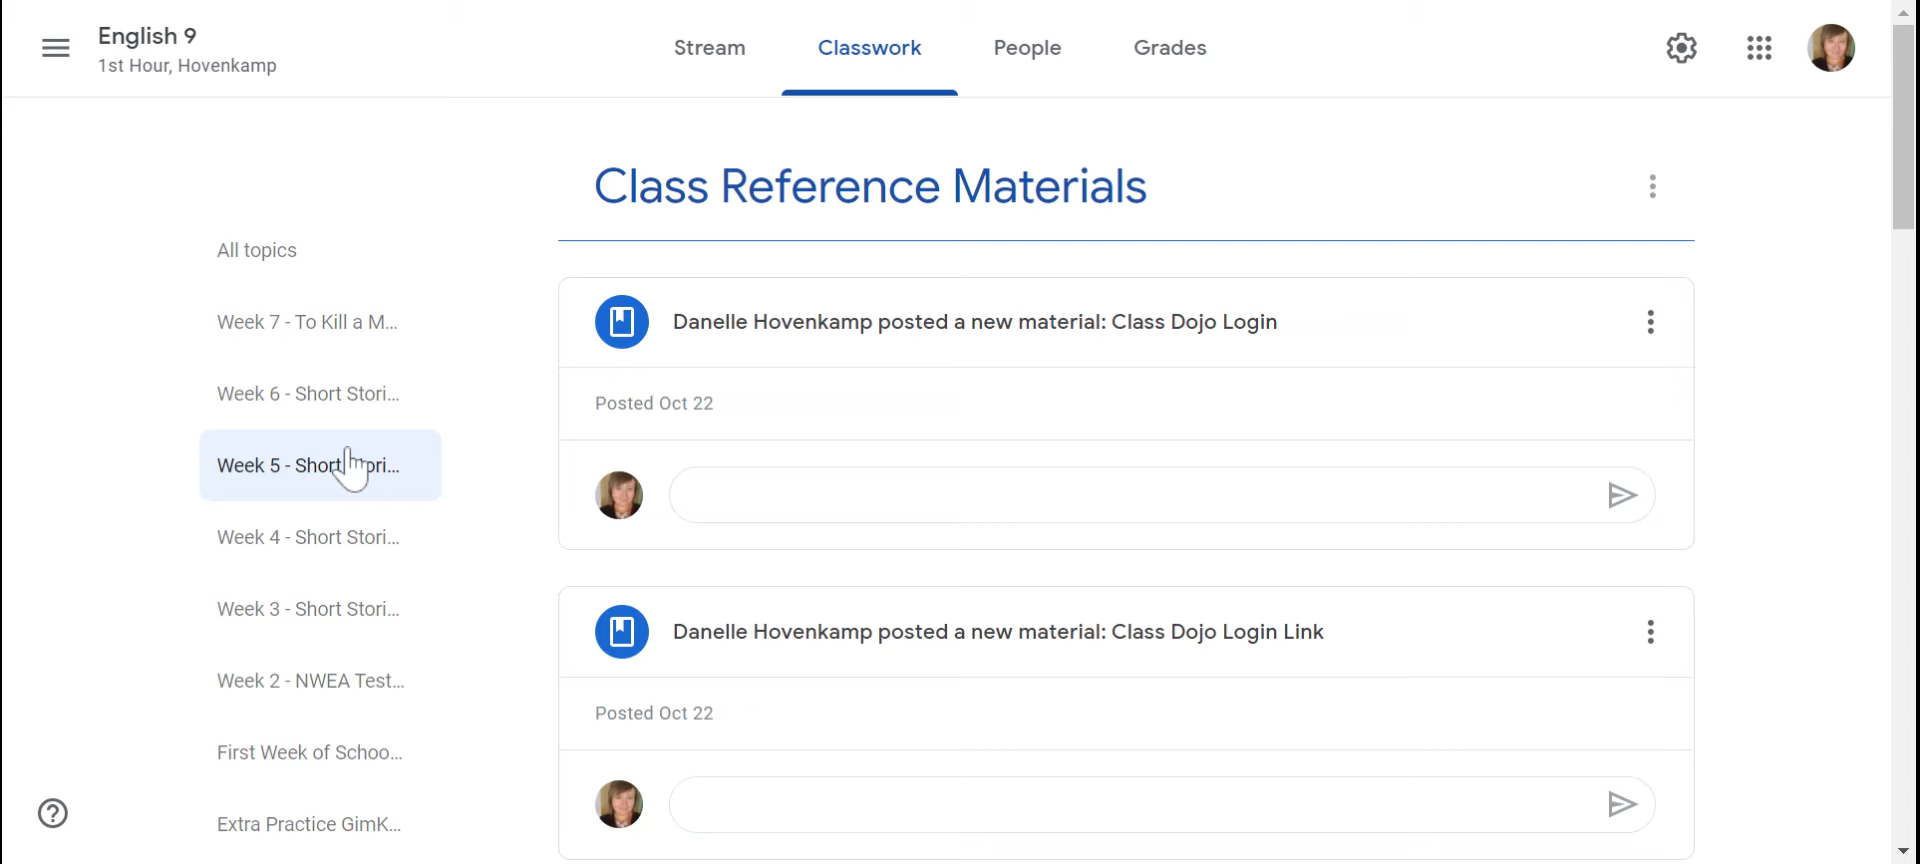 English 9
1st Hour, Hovenkamp
Stream
Classwork
People
Grades
Class Reference Materials
All topics
Week 7 - To Kill a M...
Week 6 - Short Stori...
Week 5 - Short Stori...
Week 4 - Short Stori...
Week 3 - Short Stori...
Week 2 - NWEA Test...
First Week of Schoo...
Extra Practice GimK...
Danelle Hovenkamp posted a new material: Class Dojo Login
Posted Oct 22
Danelle Hovenkamp posted a new material: Class Dojo Login Link
Posted Oct 22